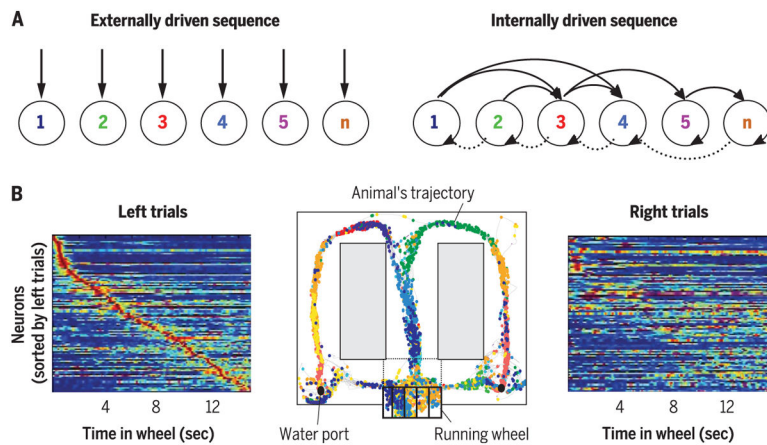 A
Externally driven sequence
Internally driven sequence
1 2 3 4 5 n
1 2 3 4 5 n
B
Left trials
Animal's trajectory
Right trials
Neurons
(sorted by left trials)
4 8 12
4 8 12
Time in wheel (sec)
Water port
Running wheel
Time in wheel (sec)